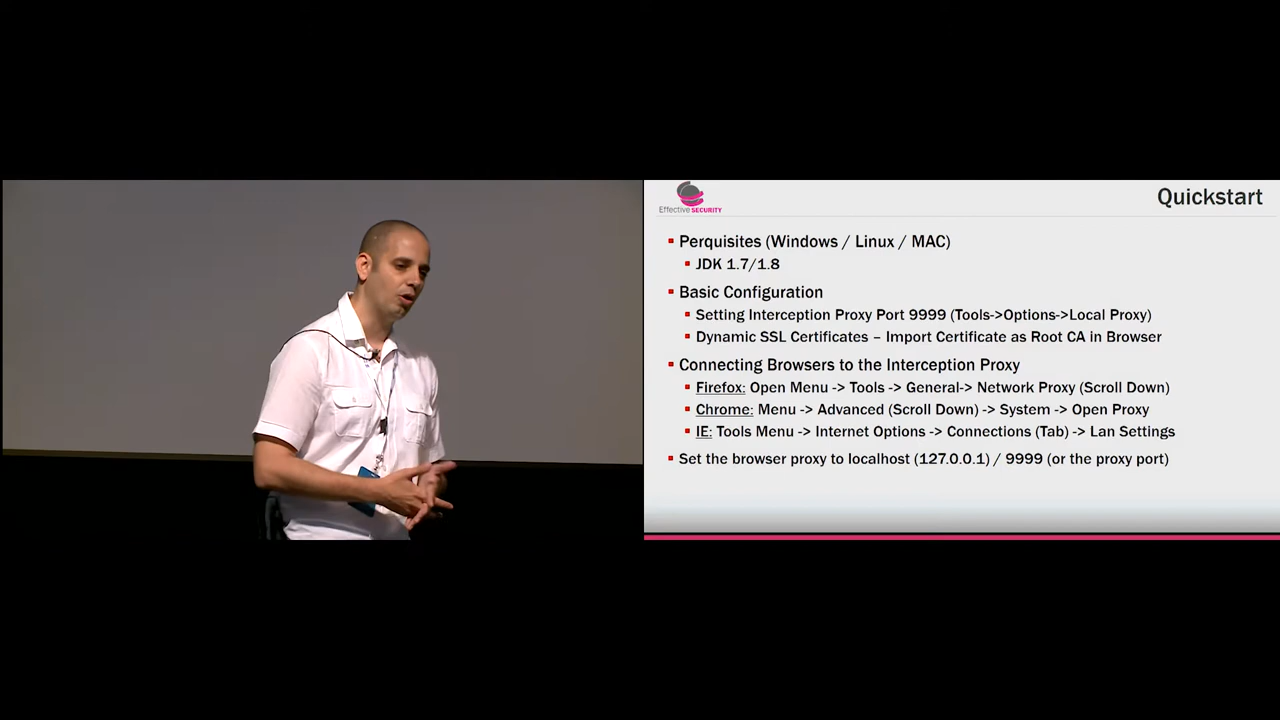 Effective SECURITY
Quickstart
Perquisites (Windows / Linux / MAC)
JDK 1.7/1.8
Basic Configuration
Setting Interception Proxy Port 9999 (Tools->Options->Local Proxy)
Dynamic SSL Certificates – Import Certificate as Root CA in Browser
Connecting Browsers to the Interception Proxy
Firefox: Open Menu -> Tools -> General-> Network Proxy (Scroll Down)
Chrome: Menu -> Advanced (Scroll Down) -> System -> Open Proxy
IE: Tools Menu -> Internet Options -> Connections (Tab) -> Lan Settings
Set the browser proxy to localhost (127.0.0.1) / 9999 (or the proxy port)